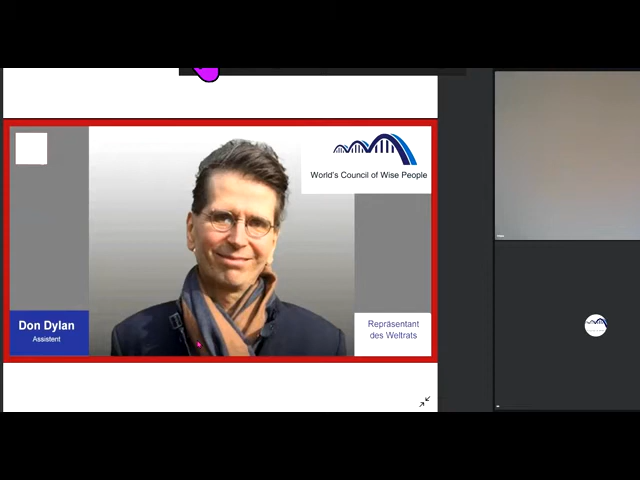 World's Council of Wise People
Don Dylan
Assistent
Repräsentant
des Weltrats